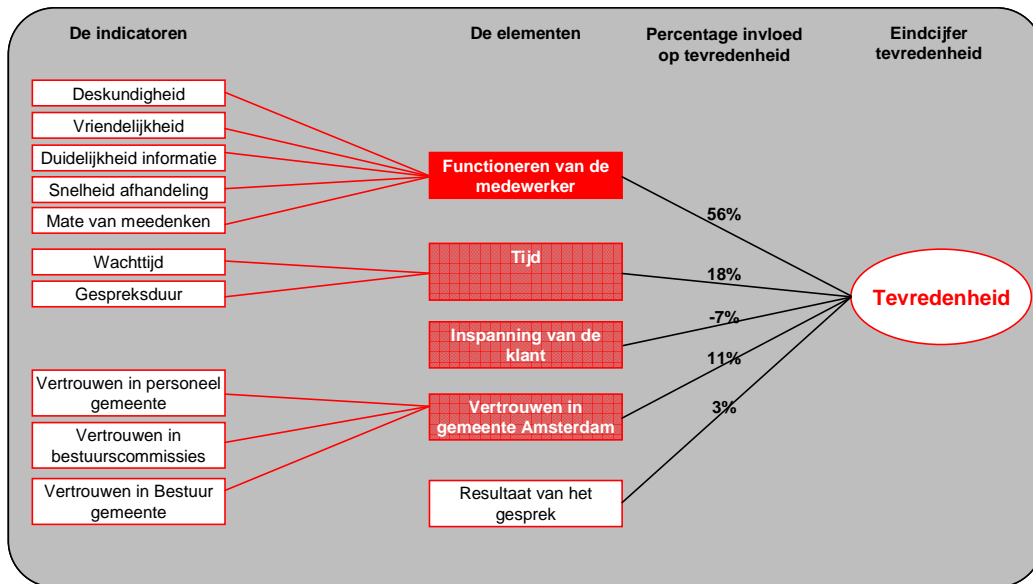 De indicatoren
De elementen
Percentage invloed
op tevredenheid
Eindcijfer
tevredenheid
Deskundigheid
Vriendelijkheid
Duidelijkheid informatie
Snelheid afhandeling
Mate van meedenken
Wachttijd
Gespreksduur
Vertrouwen in personeel
gemeente
Vertrouwen in
bestuurscommissies
Vertrouwen in Bestuur
gemeente
Functioneren van de
medewerker
Tijd
Inspanning van de
klant
Vertrouwen in
gemeente Amsterdam
Resultaat van het
gesprek
56%
18%
-7%
11%
3%
Tevredenheid